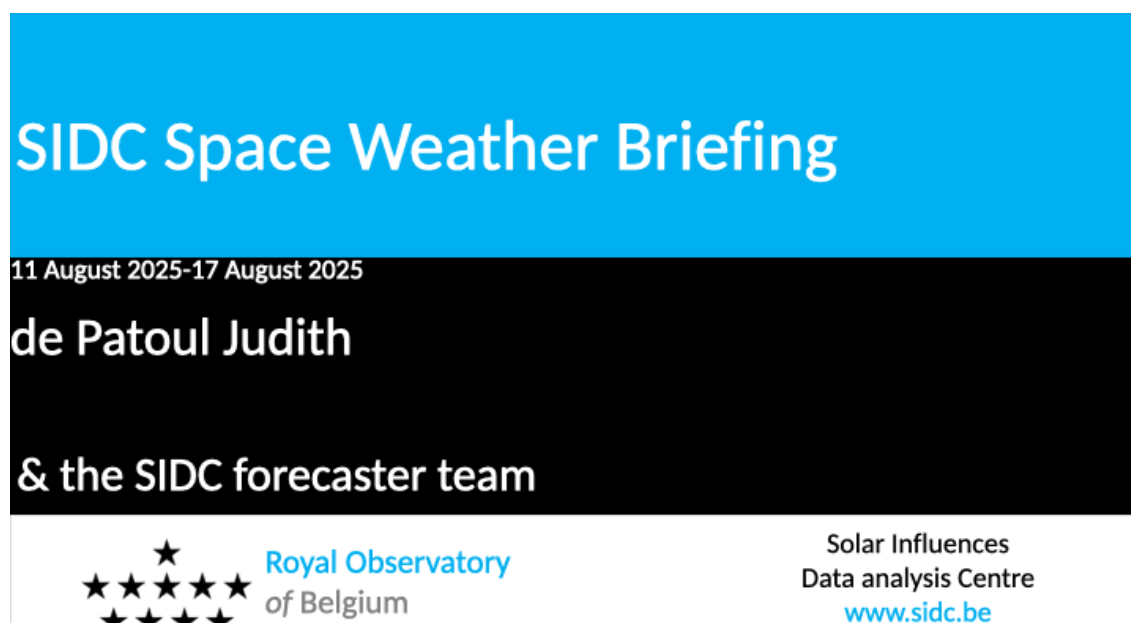 SIDC Space Weather Briefing
11 August 2025-17 August 2025
de Patoul Judith
& the SIDC forecaster team
Royal Observatory
of Belgium
Solar Influences
Data analysis Centre
www.sidc.be